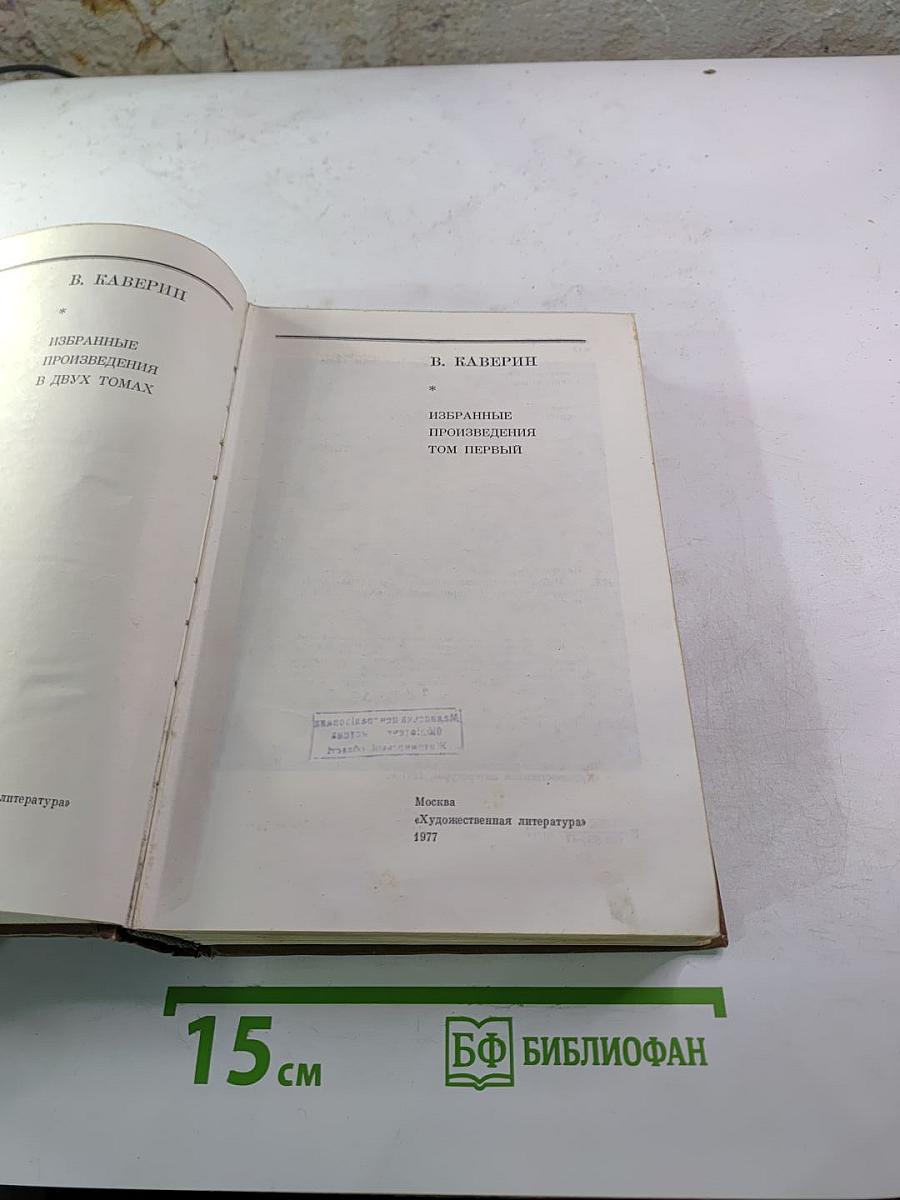 В. КАВЕРИН
*
ИЗБРАННЫЕ
ПРОИЗВЕДЕНИЯ
В ДВУХ ТОМАХ
литература»
В. КАВЕРИН
*
ИЗБРАННЫЕ
ПРОИЗВЕДЕНИЯ
ТОМ ПЕРВЫЙ
Москва
«Художественная литература»
1977
15 см
БФ БИБЛИОФАН